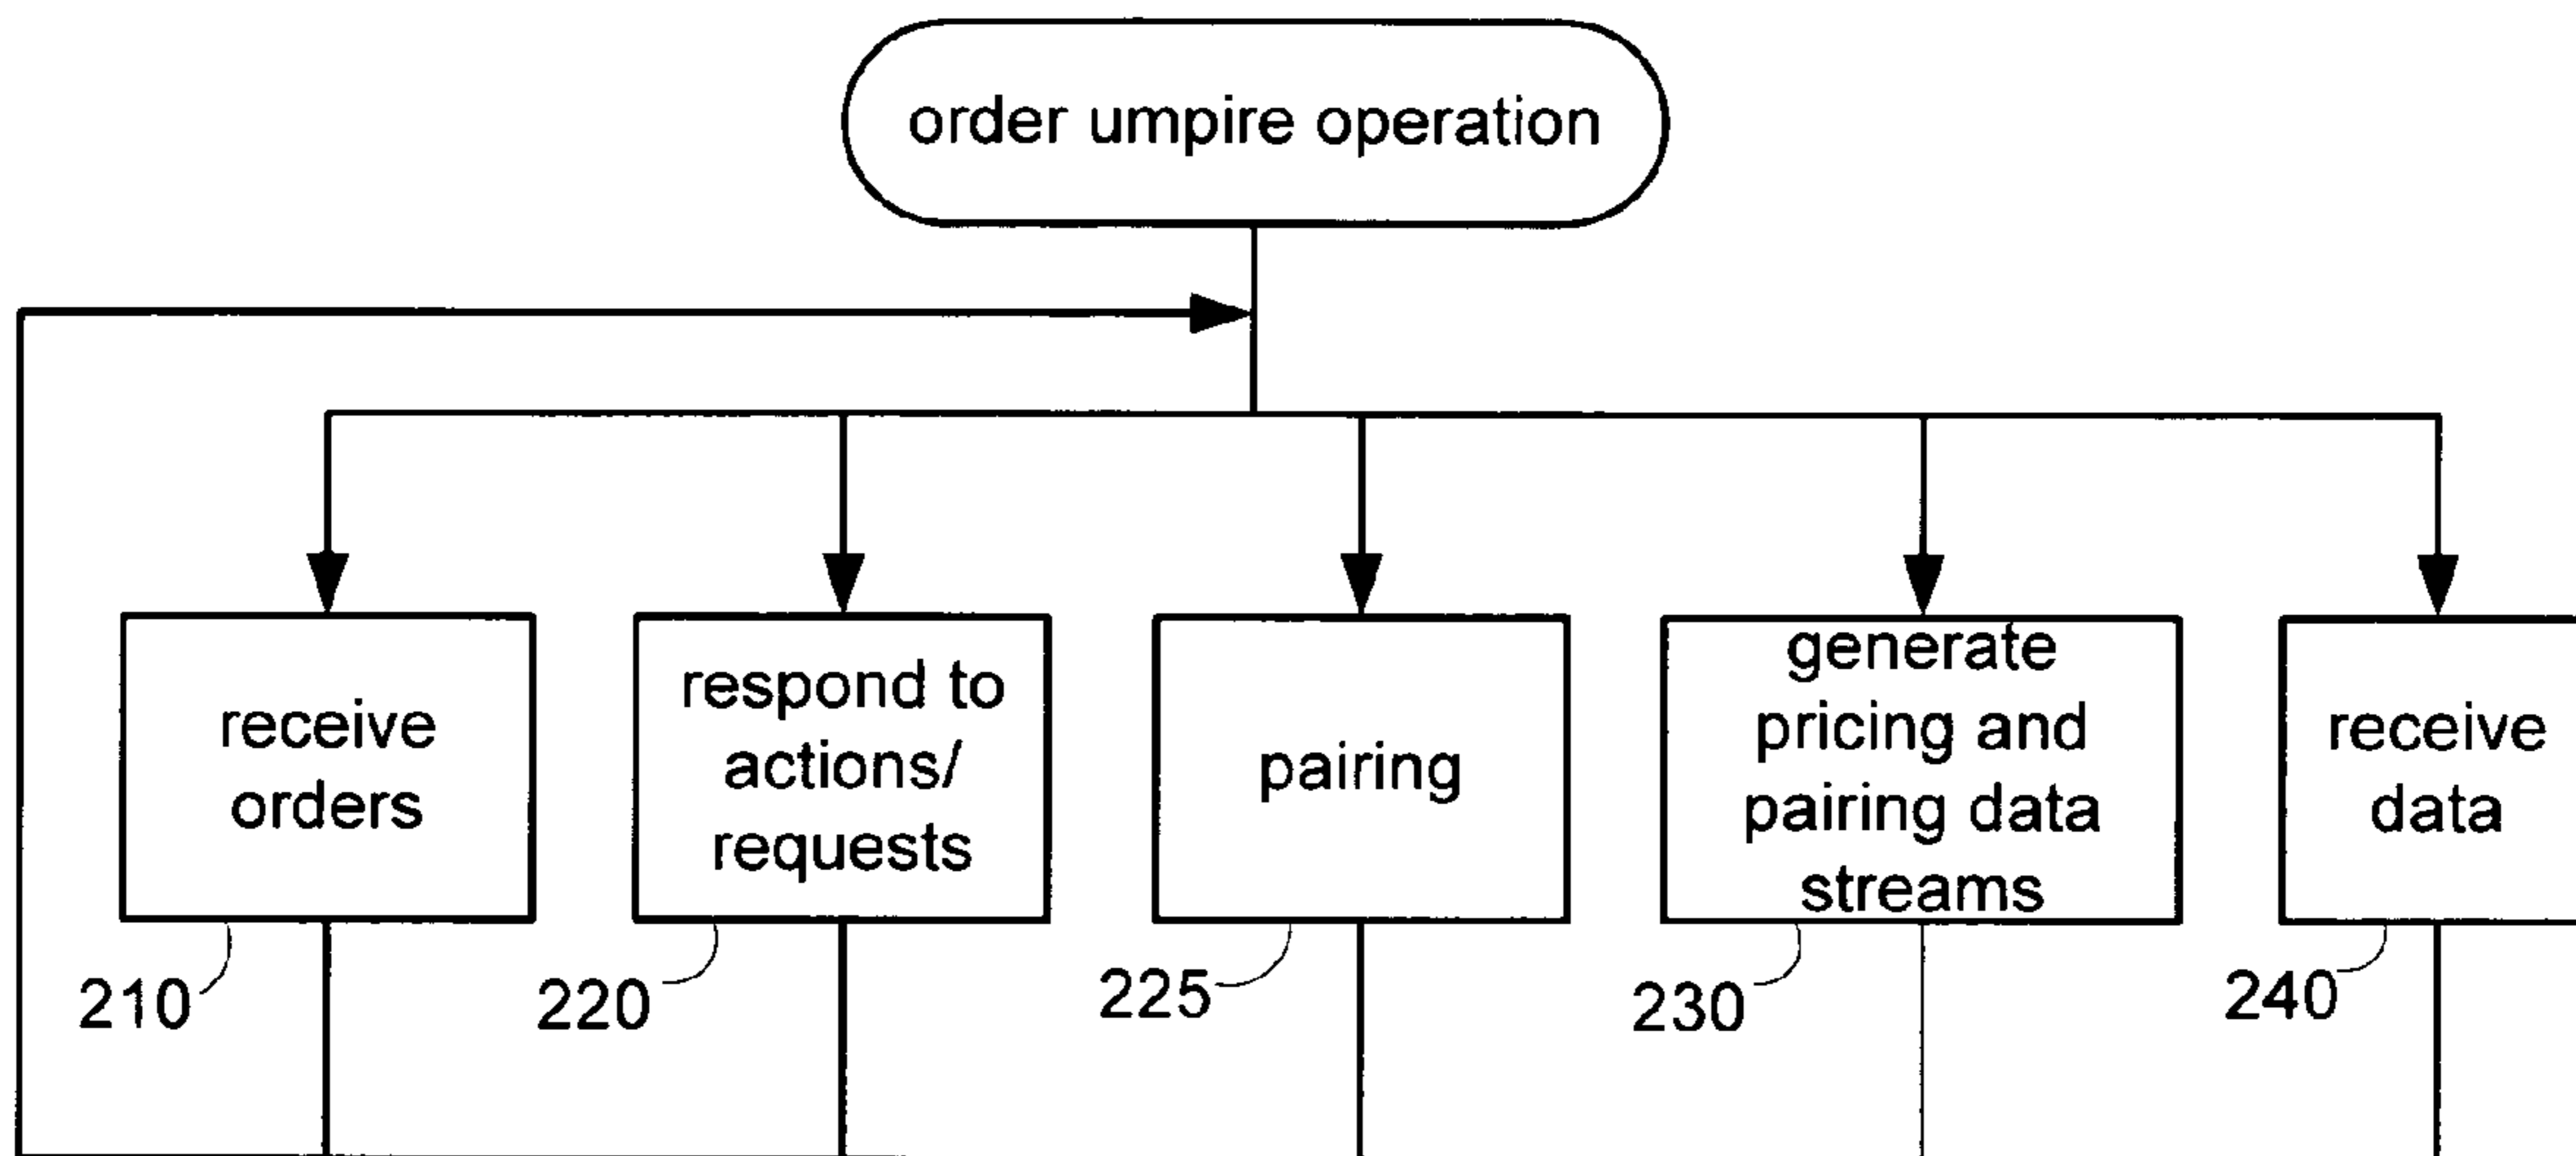 order umpire operation
receive
orders
respond to
actions/
requests
pairing
generate
pricing and
pairing data
streams
receive
data
210
220
225
230
240